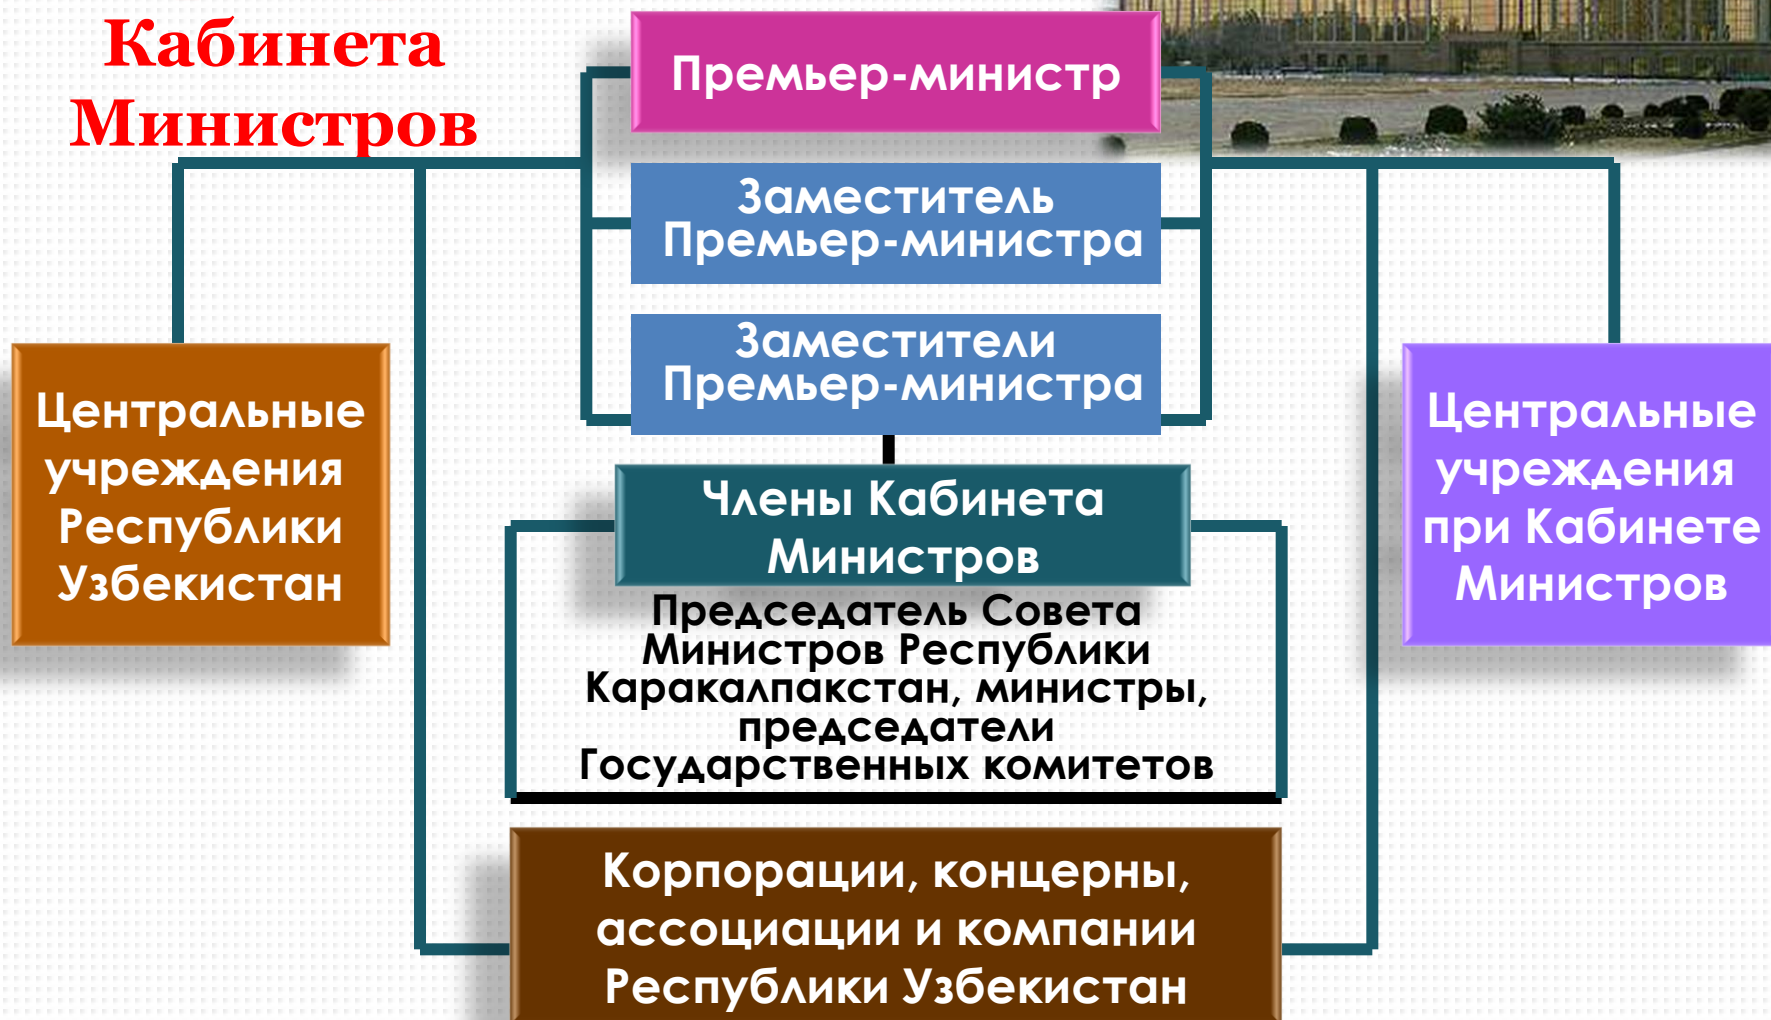 Кабинета
Министров
Премьер-министр
Заместитель
Премьер-министра
Заместители
Премьер-министра
Центральные
учреждения
Республики
Узбекистан
Члены Кабинета
Министров
Председатель Совета
Министров Республики
Каракалпакстан, министры,
председатели
Государственных комитетов
Центральные
учреждения
при Кабинете
Министров
Корпорации, концерны,
ассоциации и компании
Республики Узбекистан